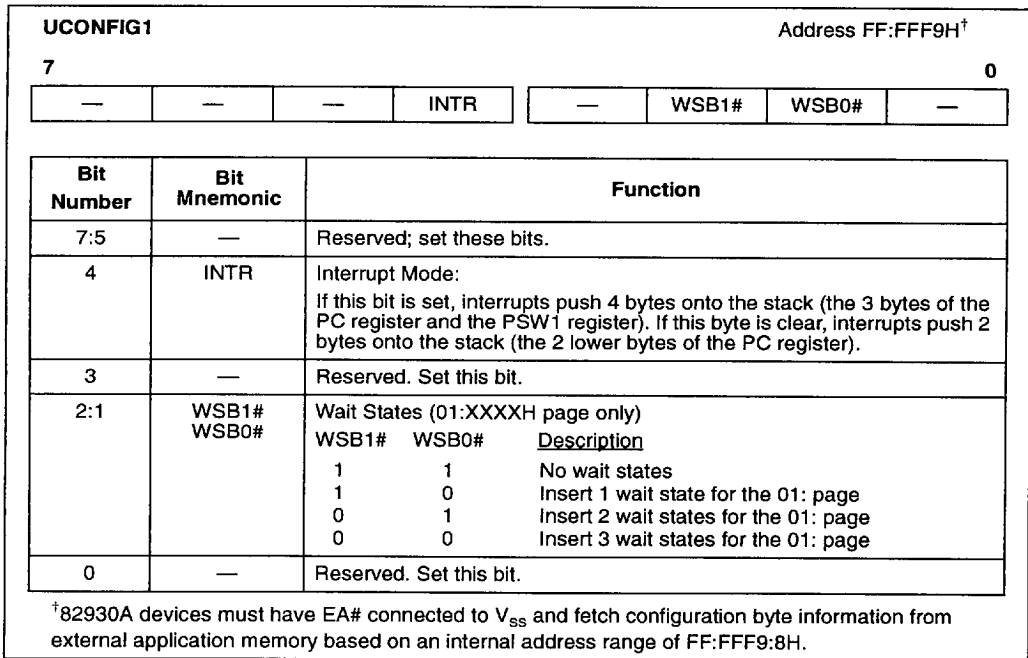 UCONFIG1 Address FF:FFF9H†
7 0
— — — INTR — WSB1# WSB0# —
Bit Number Bit Mnemonic Function
7:5 — Reserved; set these bits.
4 INTR Interrupt Mode:
If this bit is set, interrupts push 4 bytes onto the stack (the 3 bytes of the
PC register and the PSW1 register). If this byte is clear, interrupts push 2
bytes onto the stack (the 2 lower bytes of the PC register).
3 — Reserved. Set this bit.
2:1 WSB1# Wait States (01:XXXXH page only)
WSB0#
WSB1# WSB0# Description
1 1 No wait states
1 0 Insert 1 wait state for the 01: page
0 1 Insert 2 wait states for the 01: page
0 0 Insert 3 wait states for the 01: page
0 — Reserved. Set this bit.
†82930A devices must have EA# connected to VSS and fetch configuration byte information from
external application memory based on an internal address range of FF:FFF9:8H.